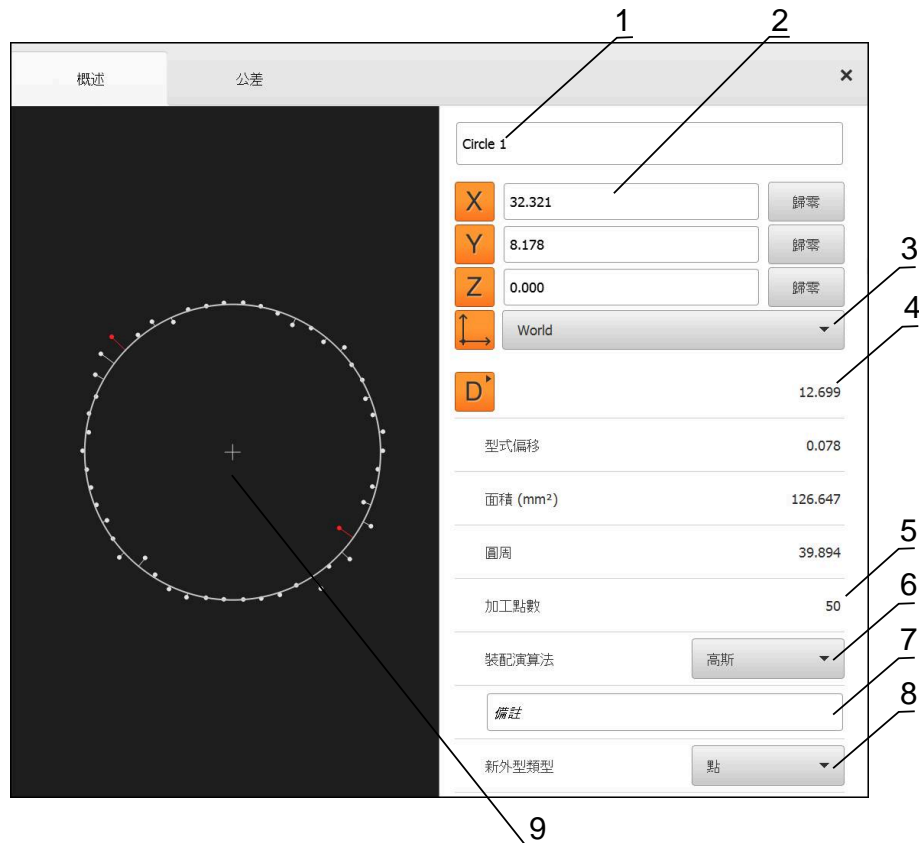 1
2
概述
公差
×
Circle 1
X
32.321
歸零
Y
8.178
歸零
3
Z
0.000
歸零
4
World
D
12.699
型式偏移
0.078
面積 (mm²)
126.647
5
圓周
39.894
6
加工點數
50
7
裝配演算法
高斯
8
備註
新外型類型
點
9